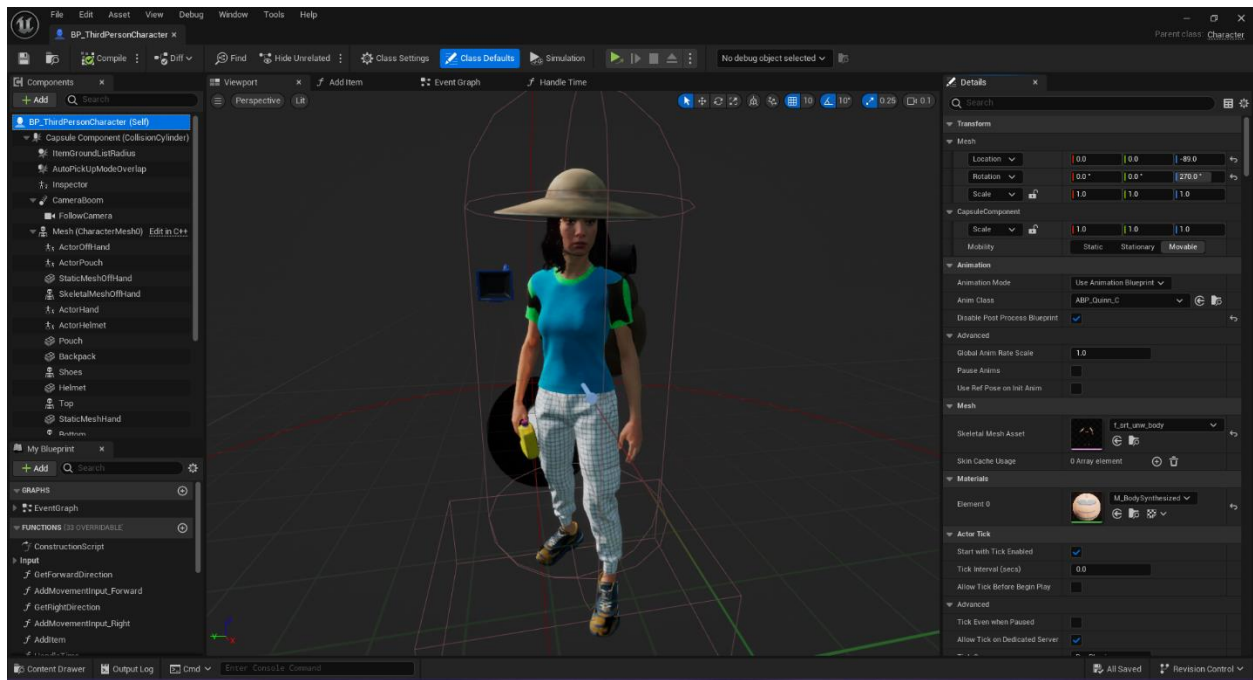 File Edit Asset View Debug Window Tools Help
BP_ThirdPersonCharacter ×
Parent class: Character
Compile Diff Find Hide Unrelated Class Settings Class Defaults Simulation No debug object selected
Components ×
+ Add Search
BP_ThirdPersonCharacter (Self)
Capsule Component (CollisionCylinder)
ItemGroundListRadius
AutoPickUpModeOverlap
Inspector
CameraBoom
FollowCamera
Mesh (CharacterMesh0) Edit in C++
ActorOffHand
ActorPouch
StaticMeshOffHand
SkeletalMeshOffHand
ActorHand
ActorHelmet
Pouch
Backpack
Shoes
Helmet
Top
StaticMeshHand
Bottom
My Blueprint ×
+ Add Search
GRAPHS
EventGraph
FUNCTIONS (33 OVERRIDABLE)
ConstructionScript
Input
GetForwardDirection
AddMovementInput_Forward
GetRightDirection
AddMovementInput_Right
AddItem
HandleTime
Viewport × Add Item Event Graph Handle Time
Perspective Lit 10 10° 0.25 0.1
Details ×
Search
Transform
Mesh
Location 0.0 0.0 -89.0
Rotation 0.0° 0.0° 270.0°
Scale 1.0 1.0 1.0
CapsuleComponent
Scale 1.0 1.0 1.0
Mobility Static Stationary Movable
Animation
Animation Mode Use Animation Blueprint
Anim Class ABP_Quinn_C
Disable Post Process Blueprint
Advanced
Global Anim Rate Scale 1.0
Pause Anims
Use Ref Pose on Init Anim
Mesh
Skeletal Mesh Asset f_srt_unw_body
Skin Cache Usage 0 Array element
Materials
Element 0 M_BodySynthesized
Actor Tick
Start with Tick Enabled
Tick Interval (secs) 0.0
Allow Tick Before Begin Play
Advanced
Tick Even when Paused
Allow Tick on Dedicated Server
Content Drawer Output Log Cmd Enter Console Command All Saved Revision Control